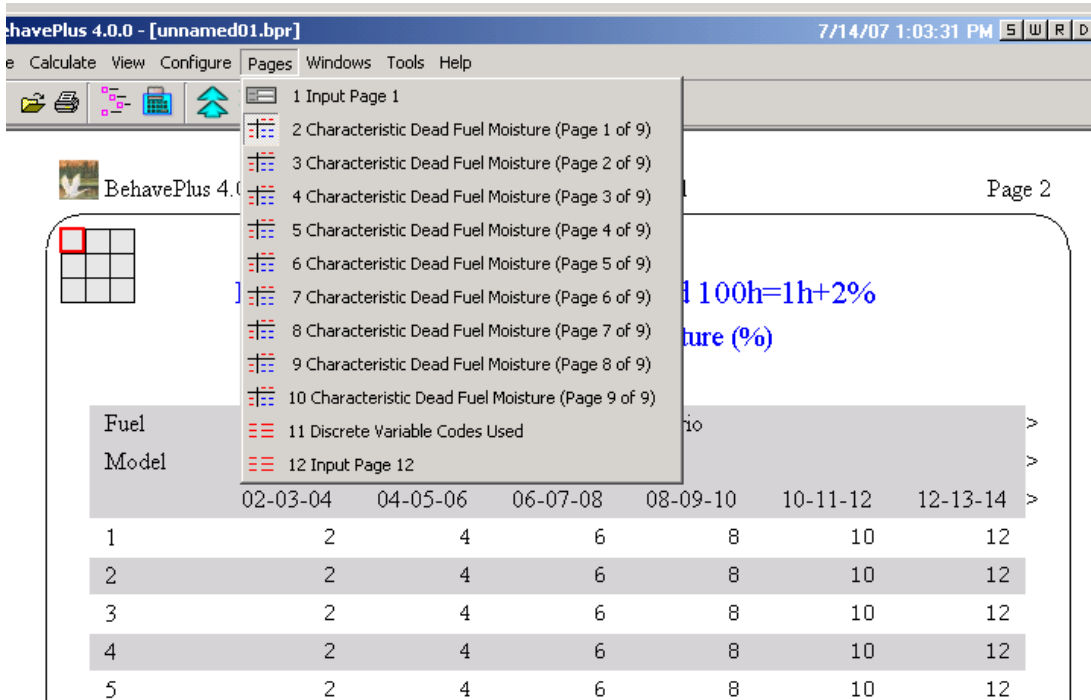 ehavePlus 4.0.0 - [unnamed01.bpr] 7/14/07 1:03:31 PM S W R D
e Calculate View Configure Pages Windows Tools Help
1 Input Page 1
2 Characteristic Dead Fuel Moisture (Page 1 of 9)
3 Characteristic Dead Fuel Moisture (Page 2 of 9)
4 Characteristic Dead Fuel Moisture (Page 3 of 9)
5 Characteristic Dead Fuel Moisture (Page 4 of 9)
6 Characteristic Dead Fuel Moisture (Page 5 of 9)
7 Characteristic Dead Fuel Moisture (Page 6 of 9)
8 Characteristic Dead Fuel Moisture (Page 7 of 9)
9 Characteristic Dead Fuel Moisture (Page 8 of 9)
10 Characteristic Dead Fuel Moisture (Page 9 of 9)
11 Discrete Variable Codes Used
12 Input Page 12
BehavePlus 4.0 Page 2
100h=1h+2%
ture (%)
Fuel rio >
Model >
02-03-04 04-05-06 06-07-08 08-09-10 10-11-12 12-13-14 >
1 2 4 6 8 10 12
2 2 4 6 8 10 12
3 2 4 6 8 10 12
4 2 4 6 8 10 12
5 2 4 6 8 10 12